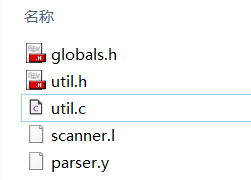 名称
globals.h
util.h
util.c
scanner.l
parser.y